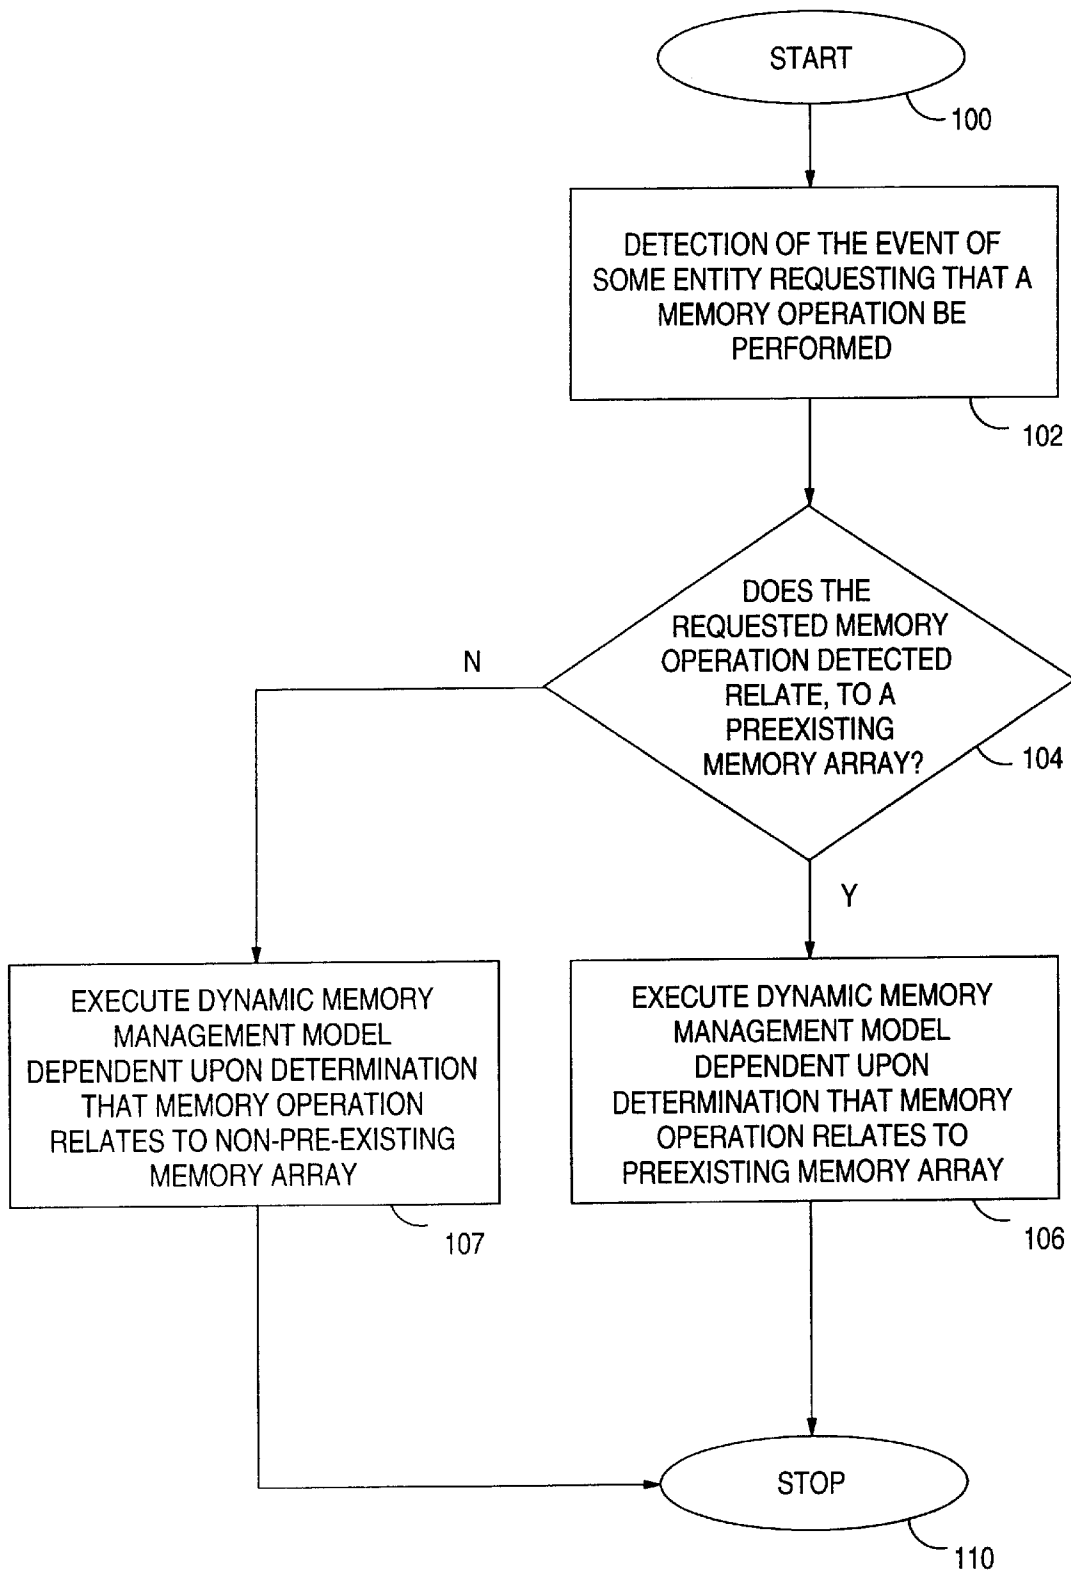 START
100
DETECTION OF THE EVENT OF
SOME ENTITY REQUESTING THAT A
MEMORY OPERATION BE
PERFORMED
102
DOES THE
REQUESTED MEMORY
OPERATION DETECTED
RELATE, TO A
PREEXISTING
MEMORY ARRAY?
104
N
Y
EXECUTE DYNAMIC MEMORY
MANAGEMENT MODEL
DEPENDENT UPON DETERMINATION
THAT MEMORY OPERATION
RELATES TO NON-PRE-EXISTING
MEMORY ARRAY
107
EXECUTE DYNAMIC MEMORY
MANAGEMENT MODEL
DEPENDENT UPON
DETERMINATION THAT MEMORY
OPERATION RELATES TO
PREEXISTING MEMORY ARRAY
106
STOP
110